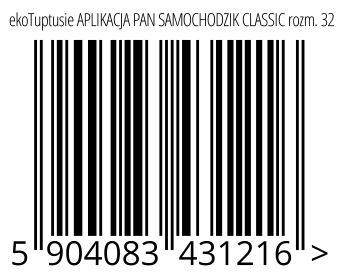 ekoTuptusie APLIKACJA PAN SAMOCHODZIK CLASSIC rozm. 32
5 904083 431216 >